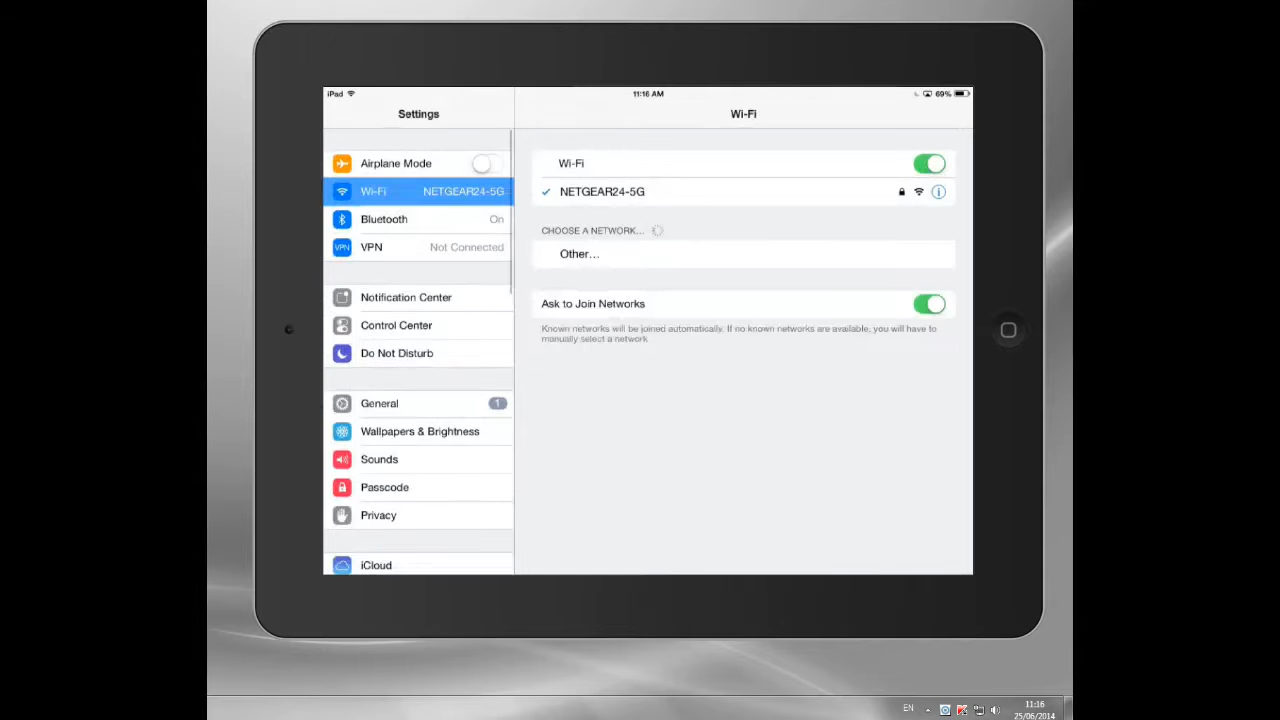 iPad
11:16 AM
69%
Settings
Wi-Fi
Airplane Mode
Wi-Fi NETGEAR24-5G
Bluetooth On
VPN VPN Not Connected
Notification Center
Control Center
Do Not Disturb
General 1
Wallpapers & Brightness
Sounds
Passcode
Privacy
iCloud
Wi-Fi
NETGEAR24-5G
CHOOSE A NETWORK...
Other...
Ask to Join Networks
Known networks will be joined automatically. If no known networks are available, you will have to
manually select a network.
EN
11:16
25/06/2014